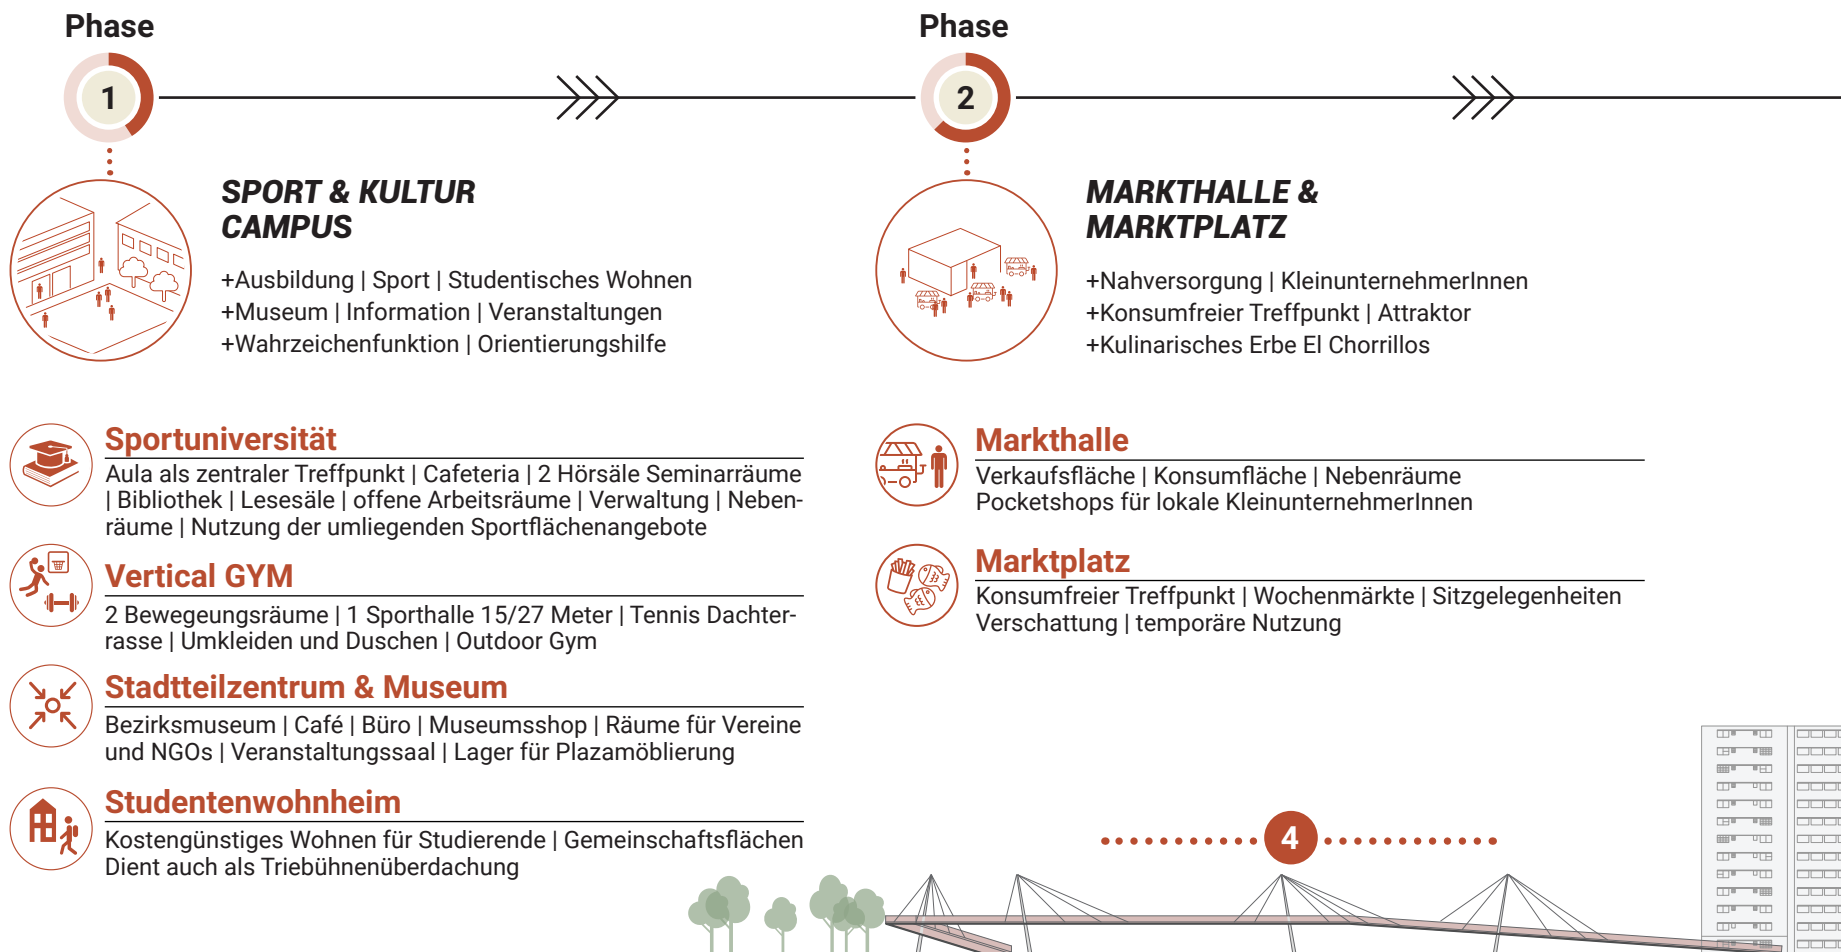 Phase
1
SPORT & KULTUR
CAMPUS
+Ausbildung | Sport | Studentisches Wohnen
+Museum | Information | Veranstaltungen
+Wahrzeichenfunktion | Orientierungshilfe
Sportuniversität
Aula als zentraler Treffpunkt | Cafeteria | 2 Hörsäle Seminarräume
| Bibliothek | Lesesäle | offene Arbeitsräume | Verwaltung | Neben-
räume | Nutzung der umliegenden Sportflächenangebote
Vertical GYM
2 Bewegeungsräume | 1 Sporthalle 15/27 Meter | Tennis Dachter-
rasse | Umkleiden und Duschen | Outdoor Gym
Stadtteilzentrum & Museum
Bezirksmuseum | Café | Büro | Museumsshop | Räume für Vereine
und NGOs | Veranstaltungssaal | Lager für Plazamöblierung
Studentenwohnheim
Kostengünstiges Wohnen für Studierende | Gemeinschaftsflächen
Dient auch als Triebühnenüberdachung
Phase
2
MARKTHALLE &
MARKTPLATZ
+Nahversorgung | KleinunternehmerInnen
+Konsumfreier Treffpunkt | Attraktor
+Kulinarisches Erbe El Chorrillos
Markthalle
Verkaufsfläche | Konsumfläche | Nebenräume
Pocketshops für lokale KleinunternehmerInnen
Marktplatz
Konsumfreier Treffpunkt | Wochenmärkte | Sitzgelegenheiten
Verschattung | temporäre Nutzung
4